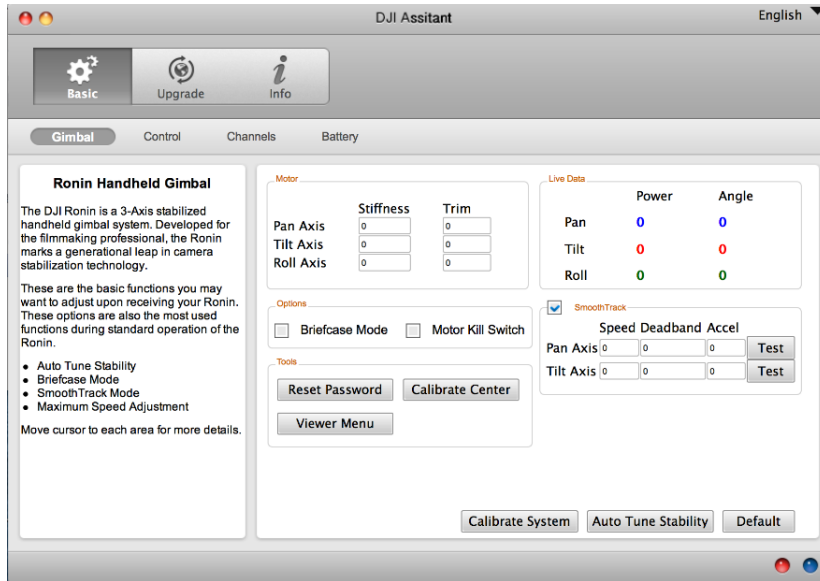 DJI Assitant
English
Basic
Upgrade
Info
Gimbal
Control
Channels
Battery
Ronin Handheld Gimbal
The DJI Ronin is a 3-Axis stabilized
handheld gimbal system. Developed for
the filmmaking professional, the Ronin
marks a generational leap in camera
stabilization technology.
These are the basic functions you may
want to adjust upon receiving your Ronin.
These options are also the most used
functions during standard operation of the
Ronin.
• Auto Tune Stability
• Briefcase Mode
• SmoothTrack Mode
• Maximum Speed Adjustment
Move cursor to each area for more details.
Motor
Stiffness Trim
Pan Axis 0 0
Tilt Axis 0 0
Roll Axis 0 0
Options
Briefcase Mode Motor Kill Switch
Tools
Reset Password Calibrate Center
Viewer Menu
Live Data
Power Angle
Pan 0 0
Tilt 0 0
Roll 0 0
SmoothTrack
Speed Deadband Accel
Pan Axis 0 0 0 Test
Tilt Axis 0 0 0 Test
Calibrate System Auto Tune Stability Default